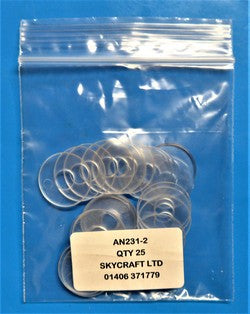 AN231-2
QTY 25
SKYCRAFT LTD
01406 371779